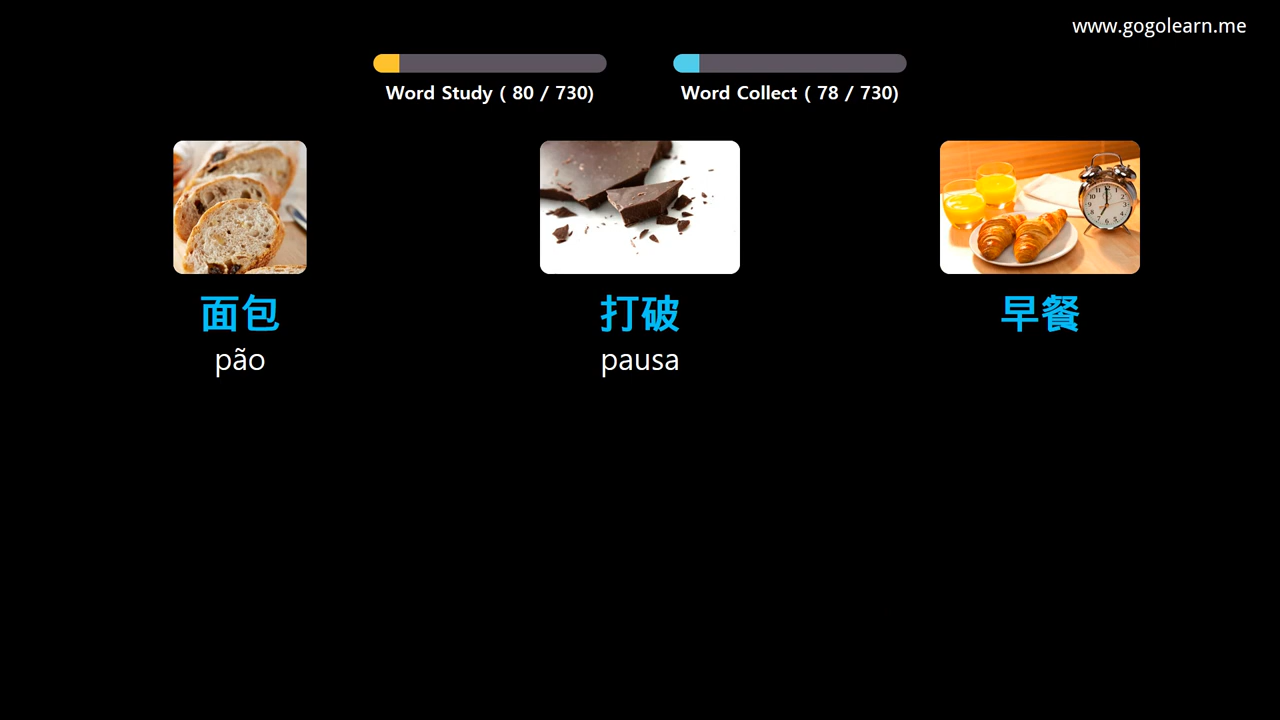 www.gogolearn.me
Word Study ( 80 / 730)
Word Collect ( 78 / 730)
面包
打破
早餐
pão
pausa